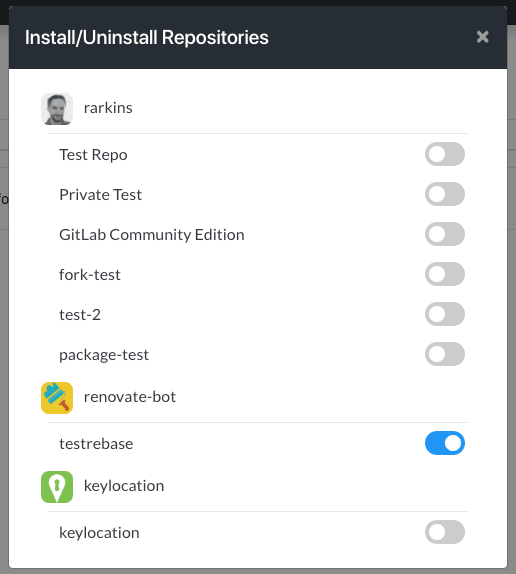 Install/Uninstall Repositories
rarkins
Test Repo
Private Test
GitLab Community Edition
fork-test
test-2
package-test
renovate-bot
testrebase
keylocation
keylocation